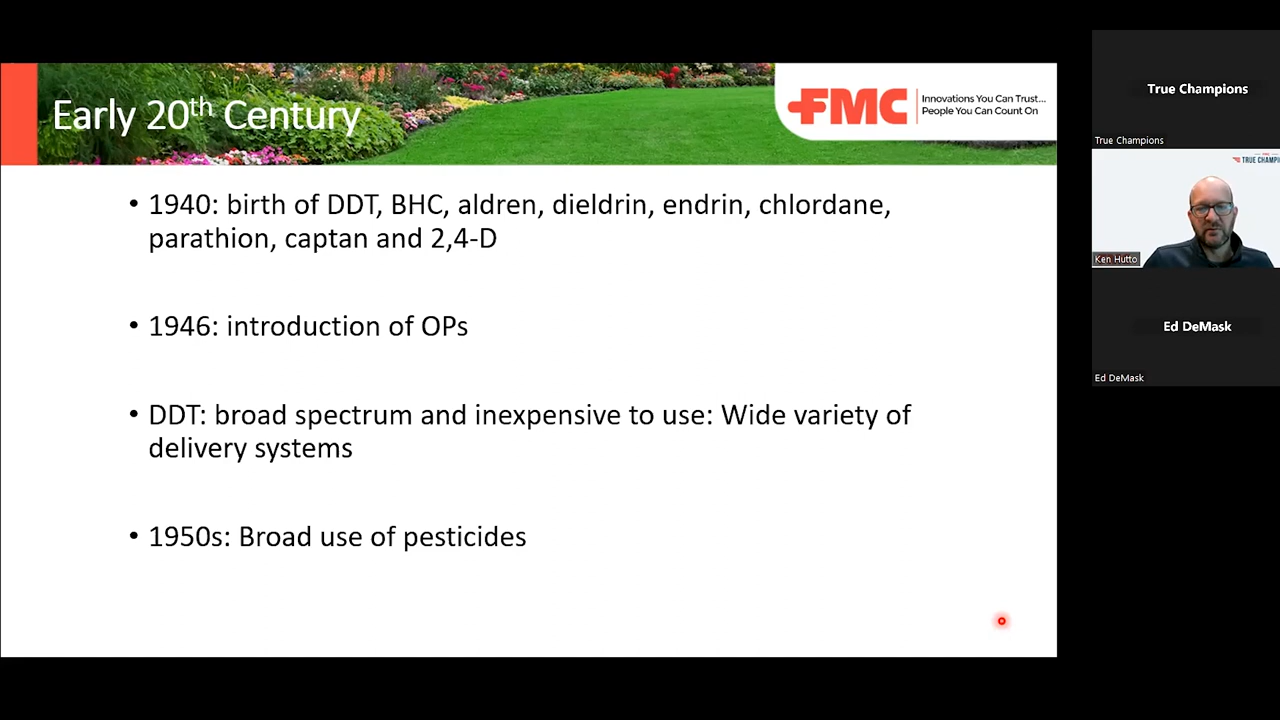 Early 20th Century
FMC
Innovations You Can Trust...
People You Can Count On
• 1940: birth of DDT, BHC, aldren, dieldrin, endrin, chlordane,
parathion, captan and 2,4-D
• 1946: introduction of OPs
• DDT: broad spectrum and inexpensive to use: Wide variety of
delivery systems
• 1950s: Broad use of pesticides
True Champions
True Champions
TRUE CHAMPI
Ken Hutto
Ed DeMask
Ed DeMask